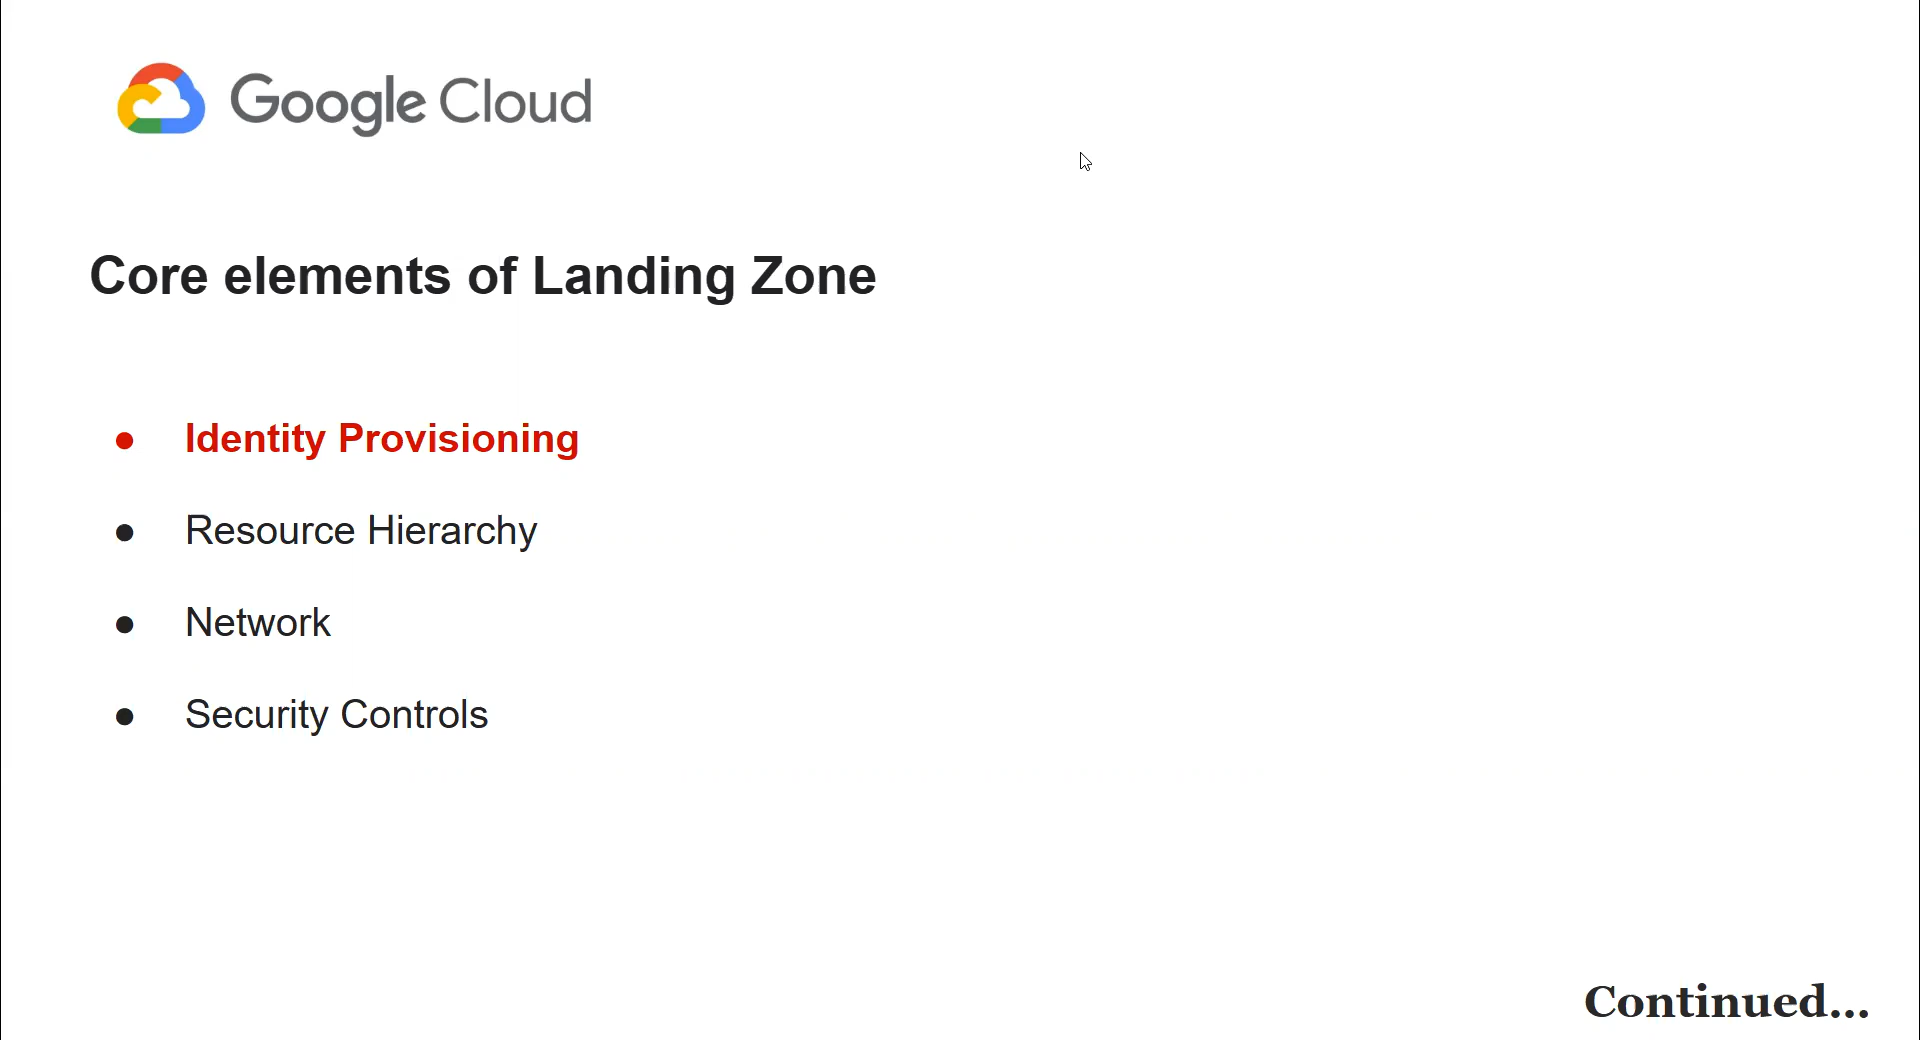 Google Cloud
Core elements of Landing Zone
● Identity Provisioning
● Resource Hierarchy
● Network
● Security Controls
Continued...